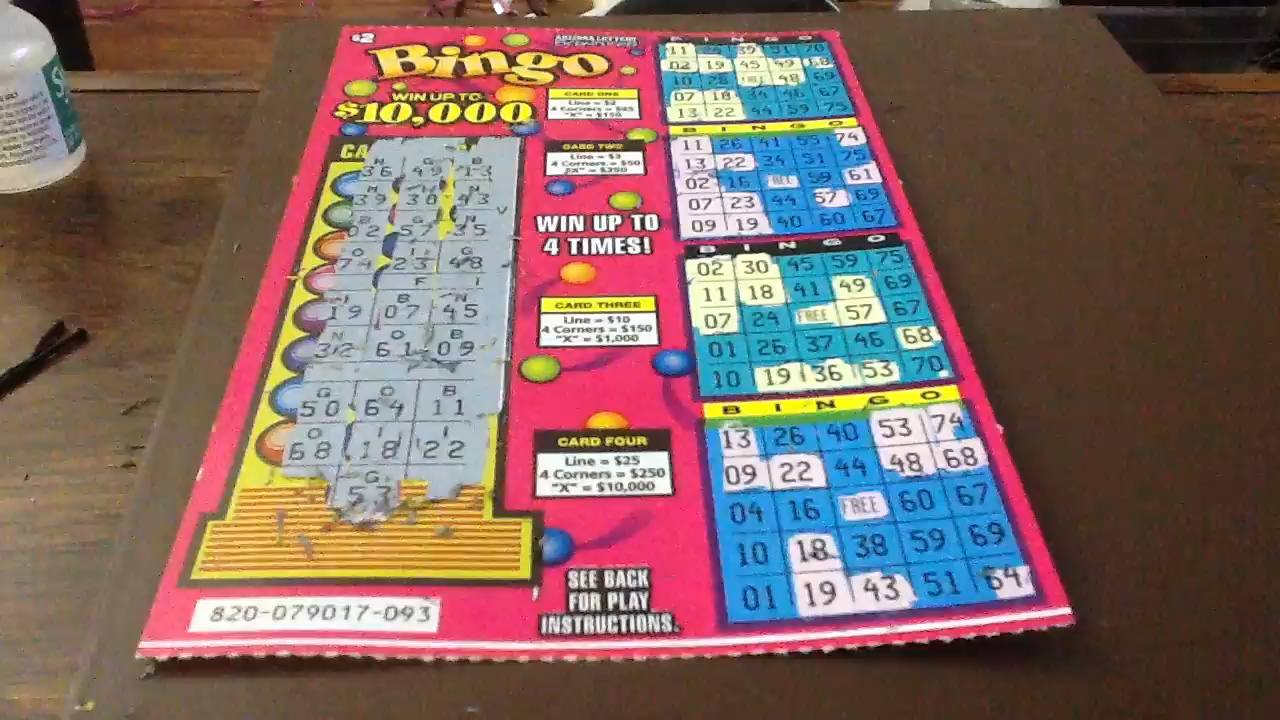 $2
ARIZONA LOTTERY
Bingo
WIN UP TO
$10,000
CARD ONE
Line = $2
4 Corners = $25
"X" = $150
CARD TWO
Line = $3
4 Corners = $50
"X" = $250
WIN UP TO
4 TIMES!
CARD THREE
Line = $10
4 Corners = $150
"X" = $1,000
CARD FOUR
Line = $25
4 Corners = $250
"X" = $10,000
SEE BACK
FOR PLAY
INSTRUCTIONS.
CA
N G B
36 49 13
N I N
39 30 43
B G N
02 57 35
O I G
74 23 48
I B N
19 07 45
N O B
32 61 09
G O B
50 64 11
O I I
68 18 22
G
53
820-079017-093
B I N G O
11 39 51 70
02 19 45 49 68
10 28 48 69
07 18 34 46 67
13 22 44 59 75
B I N G O
11 26 41 53 74
13 22 34 51 75
02 16 FREE 59 61
07 23 44 57 69
09 19 40 60 67
B I N G O
02 30 45 59 75
11 18 41 49 69
07 24 FREE 57 67
01 26 37 46 68
10 19 36 53 70
B I N G O
13 26 40 53 74
09 22 44 48 68
04 16 FREE 60 67
10 18 38 59 69
01 19 43 51 64